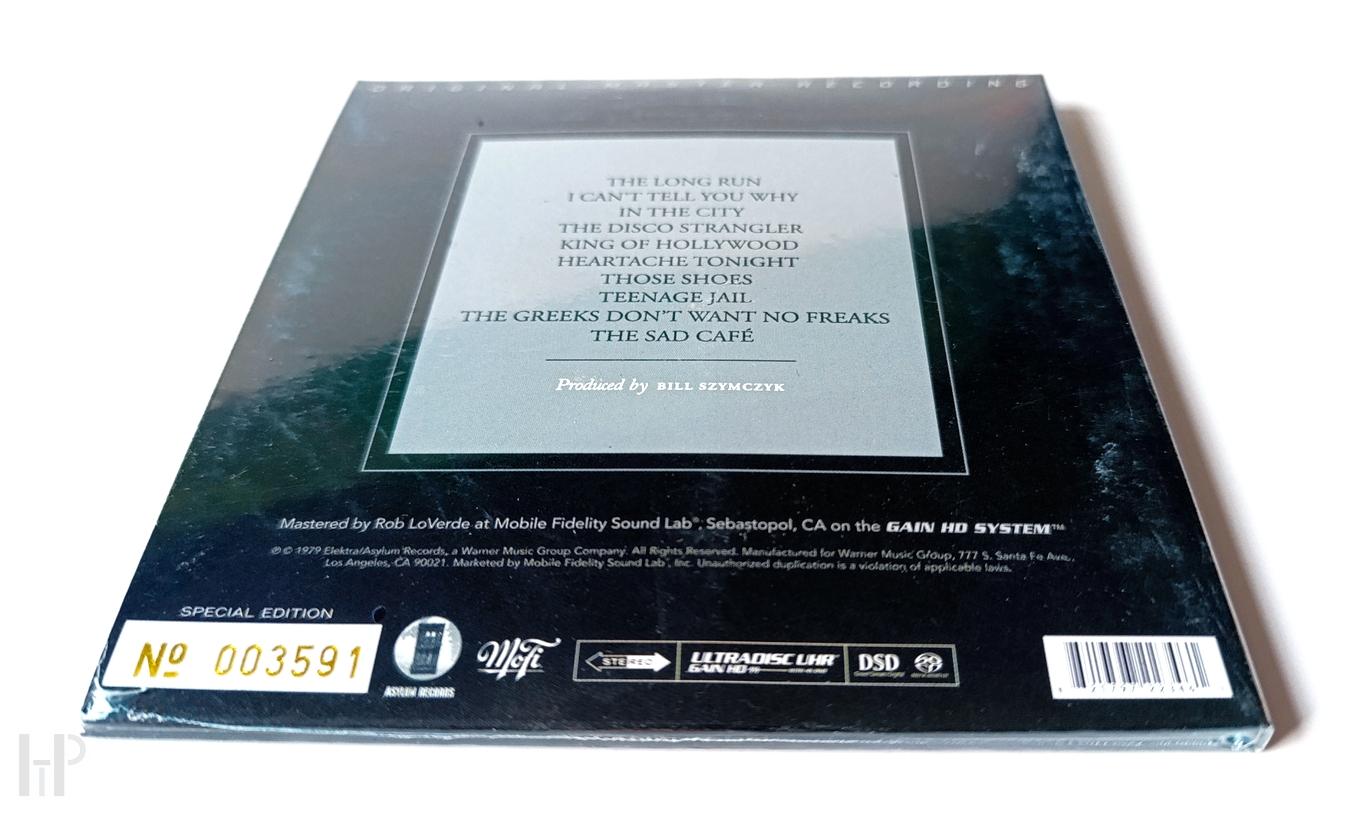 ORIGINAL MASTER RECORDING
THE LONG RUN
I CAN'T TELL YOU WHY
IN THE CITY
THE DISCO STRANGLER
KING OF HOLLYWOOD
HEARTACHE TONIGHT
THOSE SHOES
TEENAGE JAIL
THE GREEKS DON'T WANT NO FREAKS
THE SAD CAFÉ
Produced by BILL SZYMCZYK
Mastered by Rob LoVerde at Mobile Fidelity Sound Lab®, Sebastopol, CA on the GAIN HD SYSTEM™
℗ © 1979 Elektra/Asylum Records, a Warner Music Group Company. All Rights Reserved. Manufactured for Warner Music Group, 777 S. Santa Fe Ave.,
Los Angeles, CA 90021. Marketed by Mobile Fidelity Sound Lab®, Inc. Unauthorized duplication is a violation of applicable laws.
SPECIAL EDITION
Nº 003591
ASYLUM RECORDS
MoFi
STEREO
ULTRADISC UHR™
GAIN HD
DSD
HiP